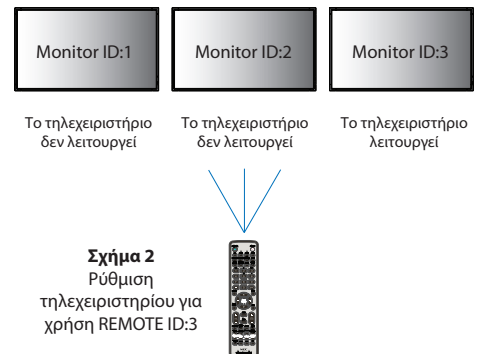 Monitor ID:1
Monitor ID:2
Monitor ID:3
Το τηλεχειριστήριο
δεν λειτουργεί
Το τηλεχειριστήριο
δεν λειτουργεί
Το τηλεχειριστήριο
λειτουργεί
Σχήμα 2
Ρύθμιση
τηλεχειριστηρίου για
χρήση REMOTE ID:3